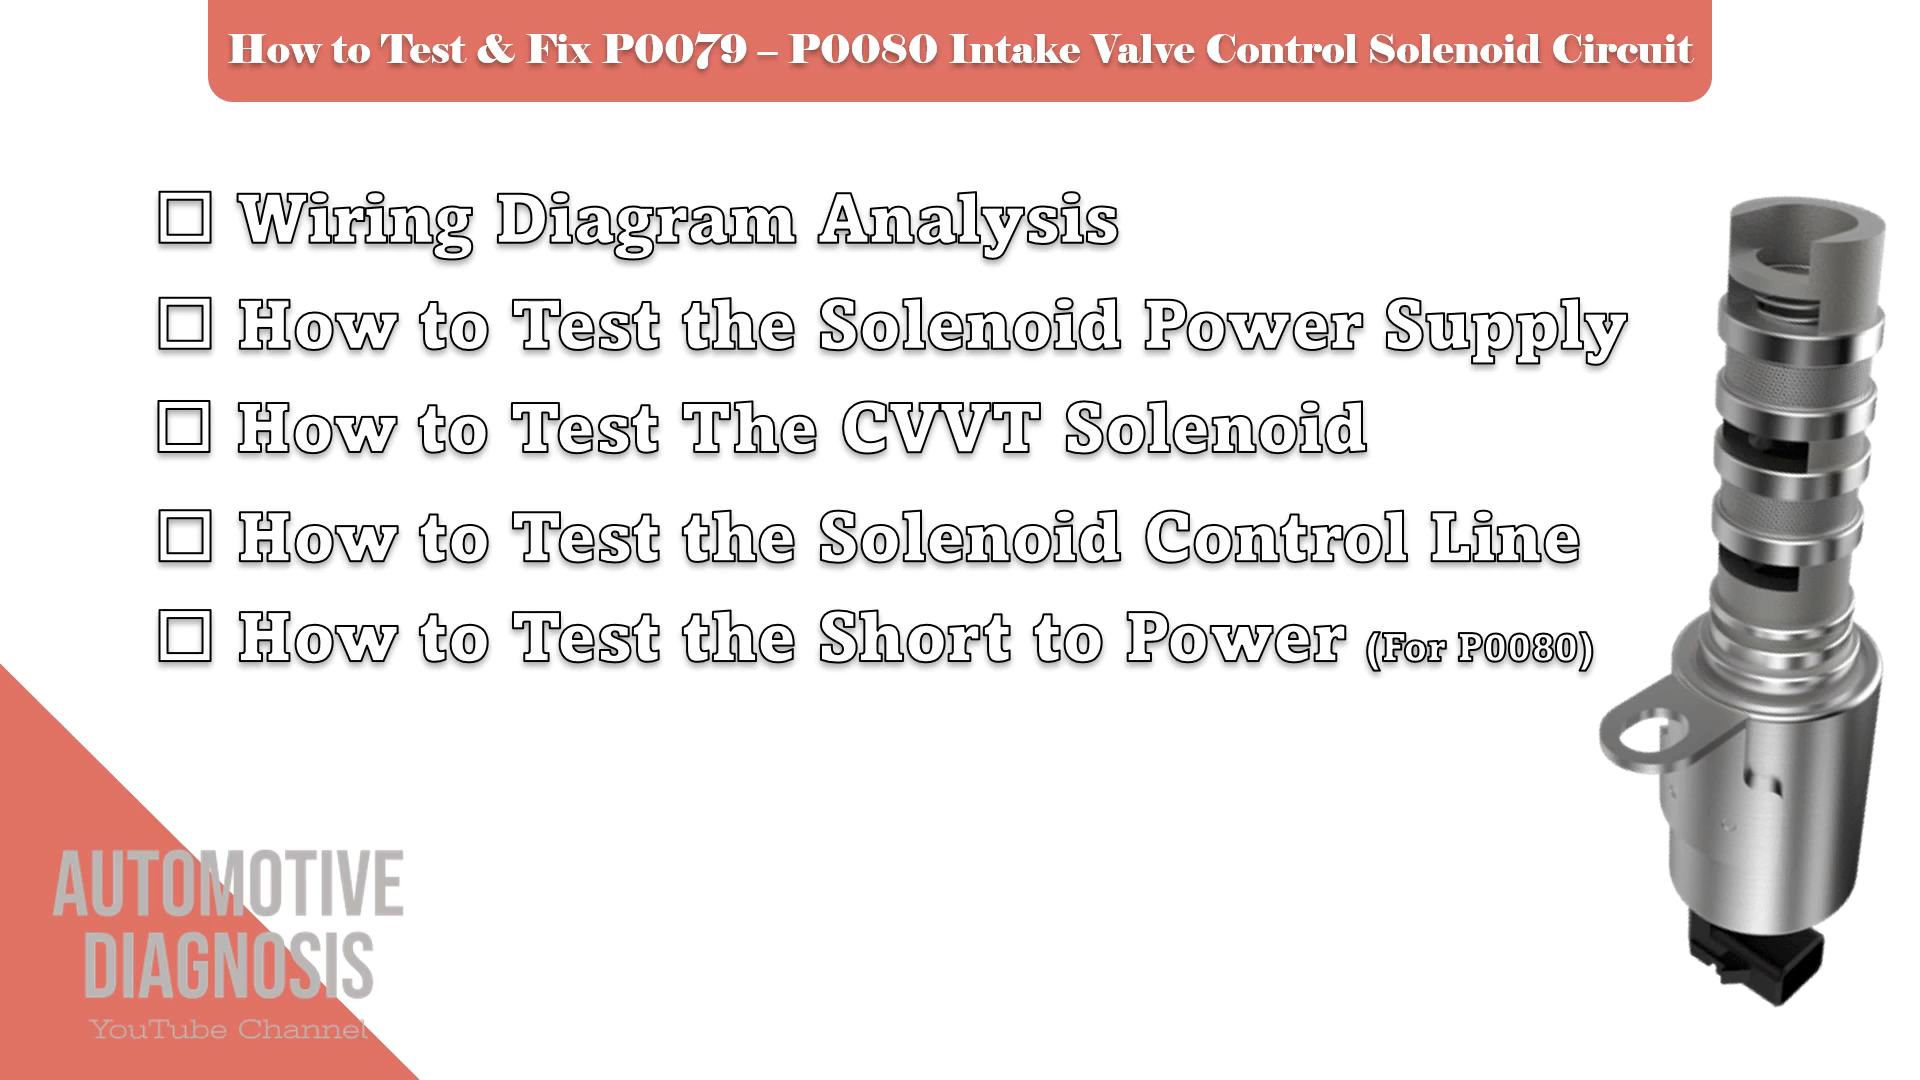 How to Test & Fix P0079 – P0080 Intake Valve Control Solenoid Circuit
Wiring Diagram Analysis
How to Test the Solenoid Power Supply
How to Test The CVVT Solenoid
How to Test the Solenoid Control Line
How to Test the Short to Power (For P0080)
AUTOMOTIVE
DIAGNOSIS
YouTube Channel